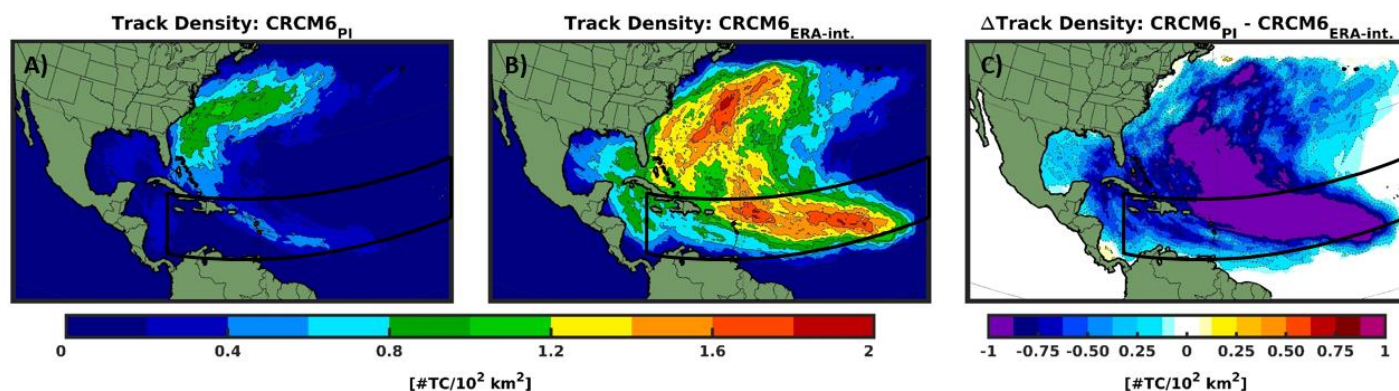 Track Density: CRCM6PI
Track Density: CRCM6ERA-int.
ΔTrack Density: CRCM6PI - CRCM6ERA-int.
A)
B)
C)
0 0.4 0.8 1.2 1.6 2
[#TC/10² km²]
-1 -0.75 -0.50 0.25 0 0.25 0.50 0.75 1
[#TC/10² km²]